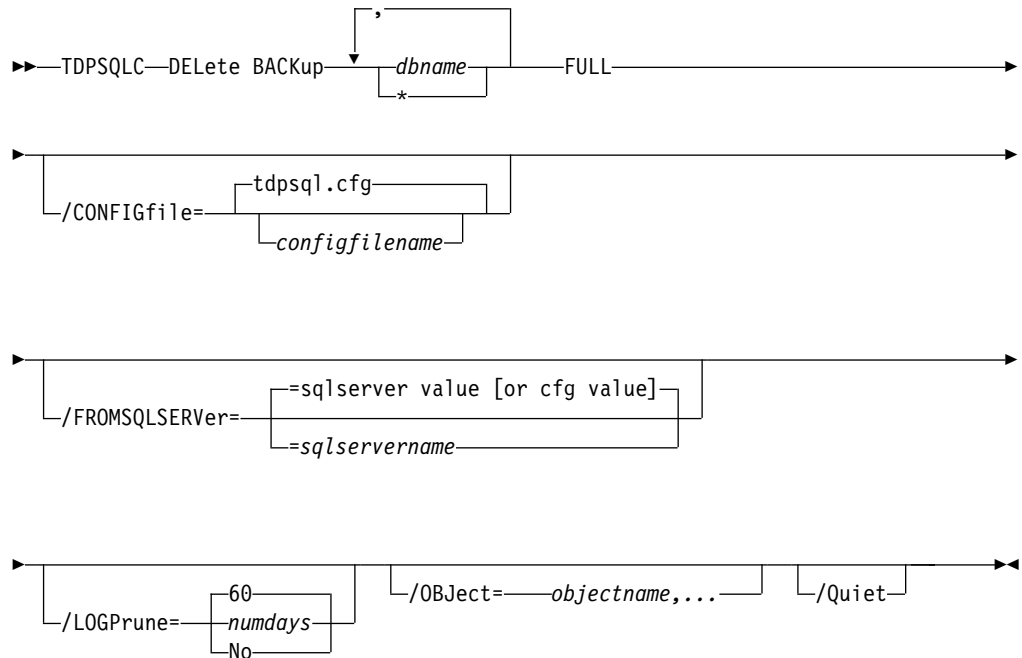 ,
TDPSQLC DELete BACKup dbname FULL
*
tdpsql.cfg
/CONFIGfile=
configfilename
=sqlserver value [or cfg value]
/FROMSQLSERVer=
=sqlservername
60
/LOGPrune= numdays
No
/OBJect= objectname,...
/Quiet